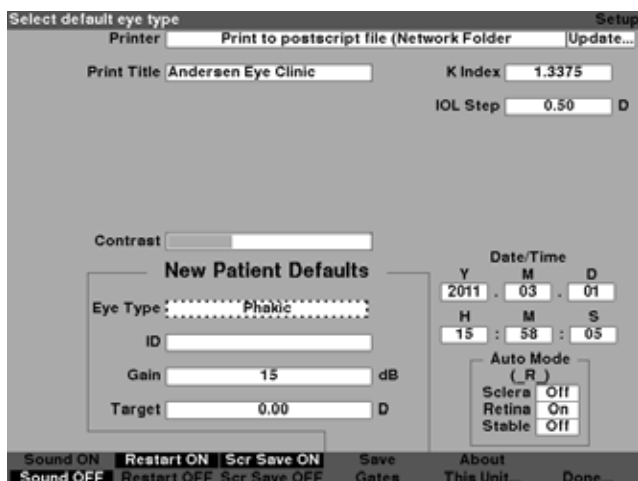 Select default eye type Setup
Printer Print to postscript file (Network Folder Update...
Print Title Andersen Eye Clinic K Index 1.3375
IOL Step 0.50 D
Contrast
New Patient Defaults
Date/Time
Y M D
Eye Type Phakic 2011 . 03 . 01
H M S
ID 15 : 58 : 05
Auto Mode
Gain 15 dB (_R_)
Sclera Off
Target 0.00 D Retina On
Stable Off
Sound ON Restart ON Scr Save ON Save About
Sound OFF Restart OFF Scr Save OFF Gates This Unit... Done...